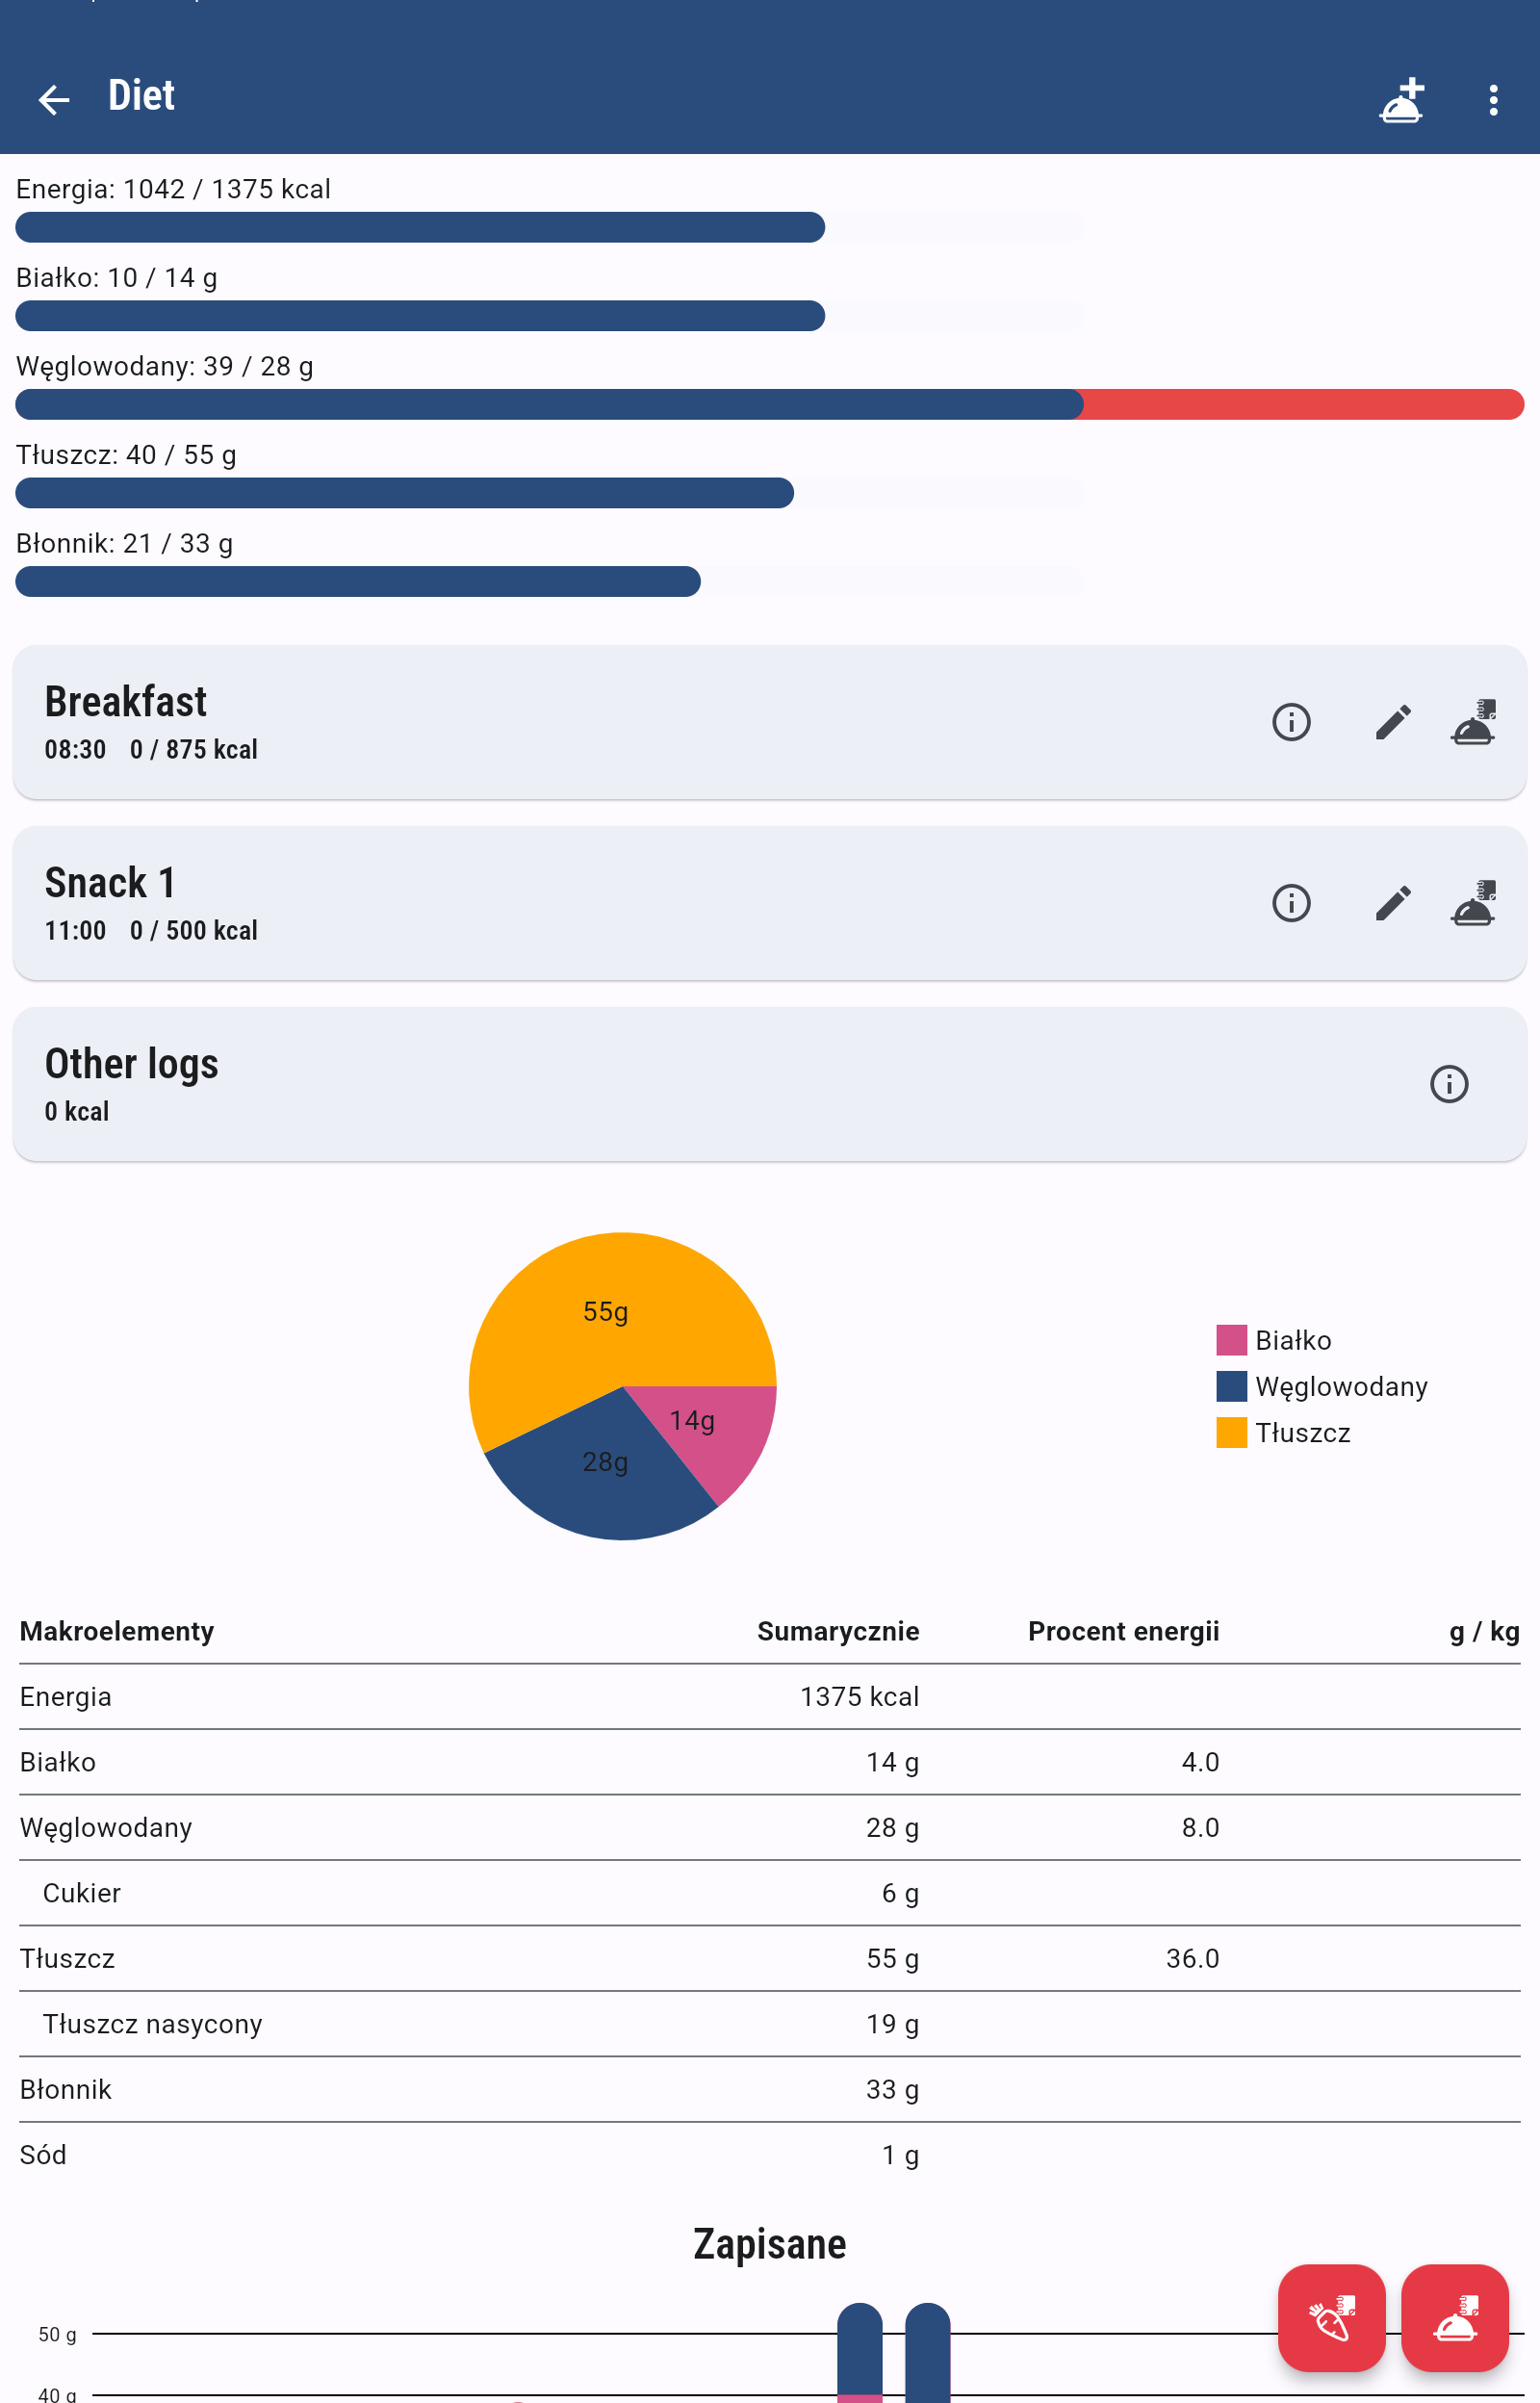 Diet
Energia: 1042 / 1375 kcal
Białko: 10 / 14 g
Węglowodany: 39 / 28 g
Tłuszcz: 40 / 55 g
Błonnik: 21 / 33 g
Breakfast
08:30 0 / 875 kcal
Snack 1
11:00 0 / 500 kcal
Other logs
0 kcal
55g
14g
28g
Białko
Węglowodany
Tłuszcz
Makroelementy Sumarycznie Procent energii g / kg
Energia 1375 kcal
Białko 14 g 4.0
Węglowodany 28 g 8.0
Cukier 6 g
Tłuszcz 55 g 36.0
Tłuszcz nasycony 19 g
Błonnik 33 g
Sód 1 g
Zapisane
50 g
40 g